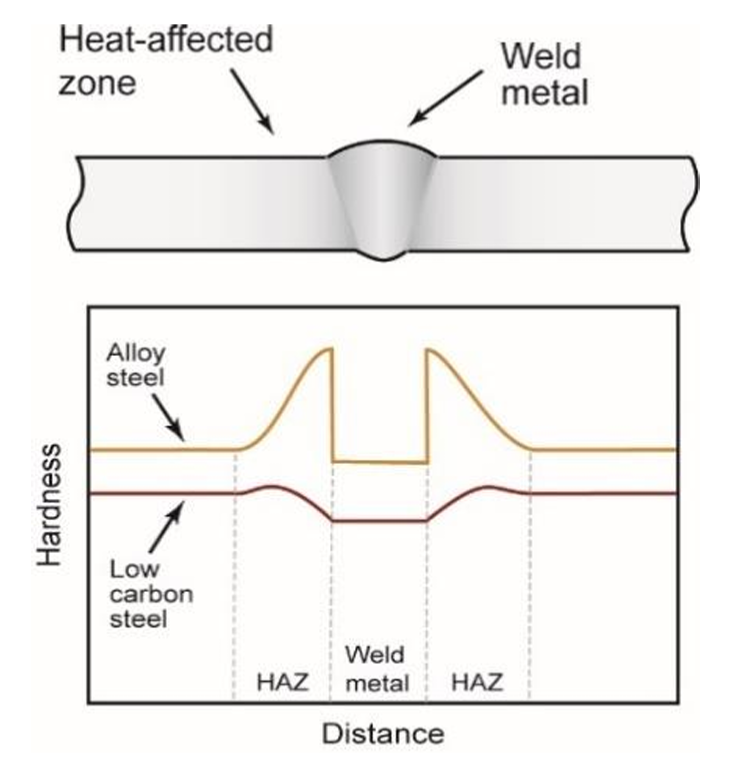 Heat-affected
zone
Weld
metal
Alloy
steel
Hardness
Low
carbon
steel
HAZ
Weld
metal
HAZ
Distance